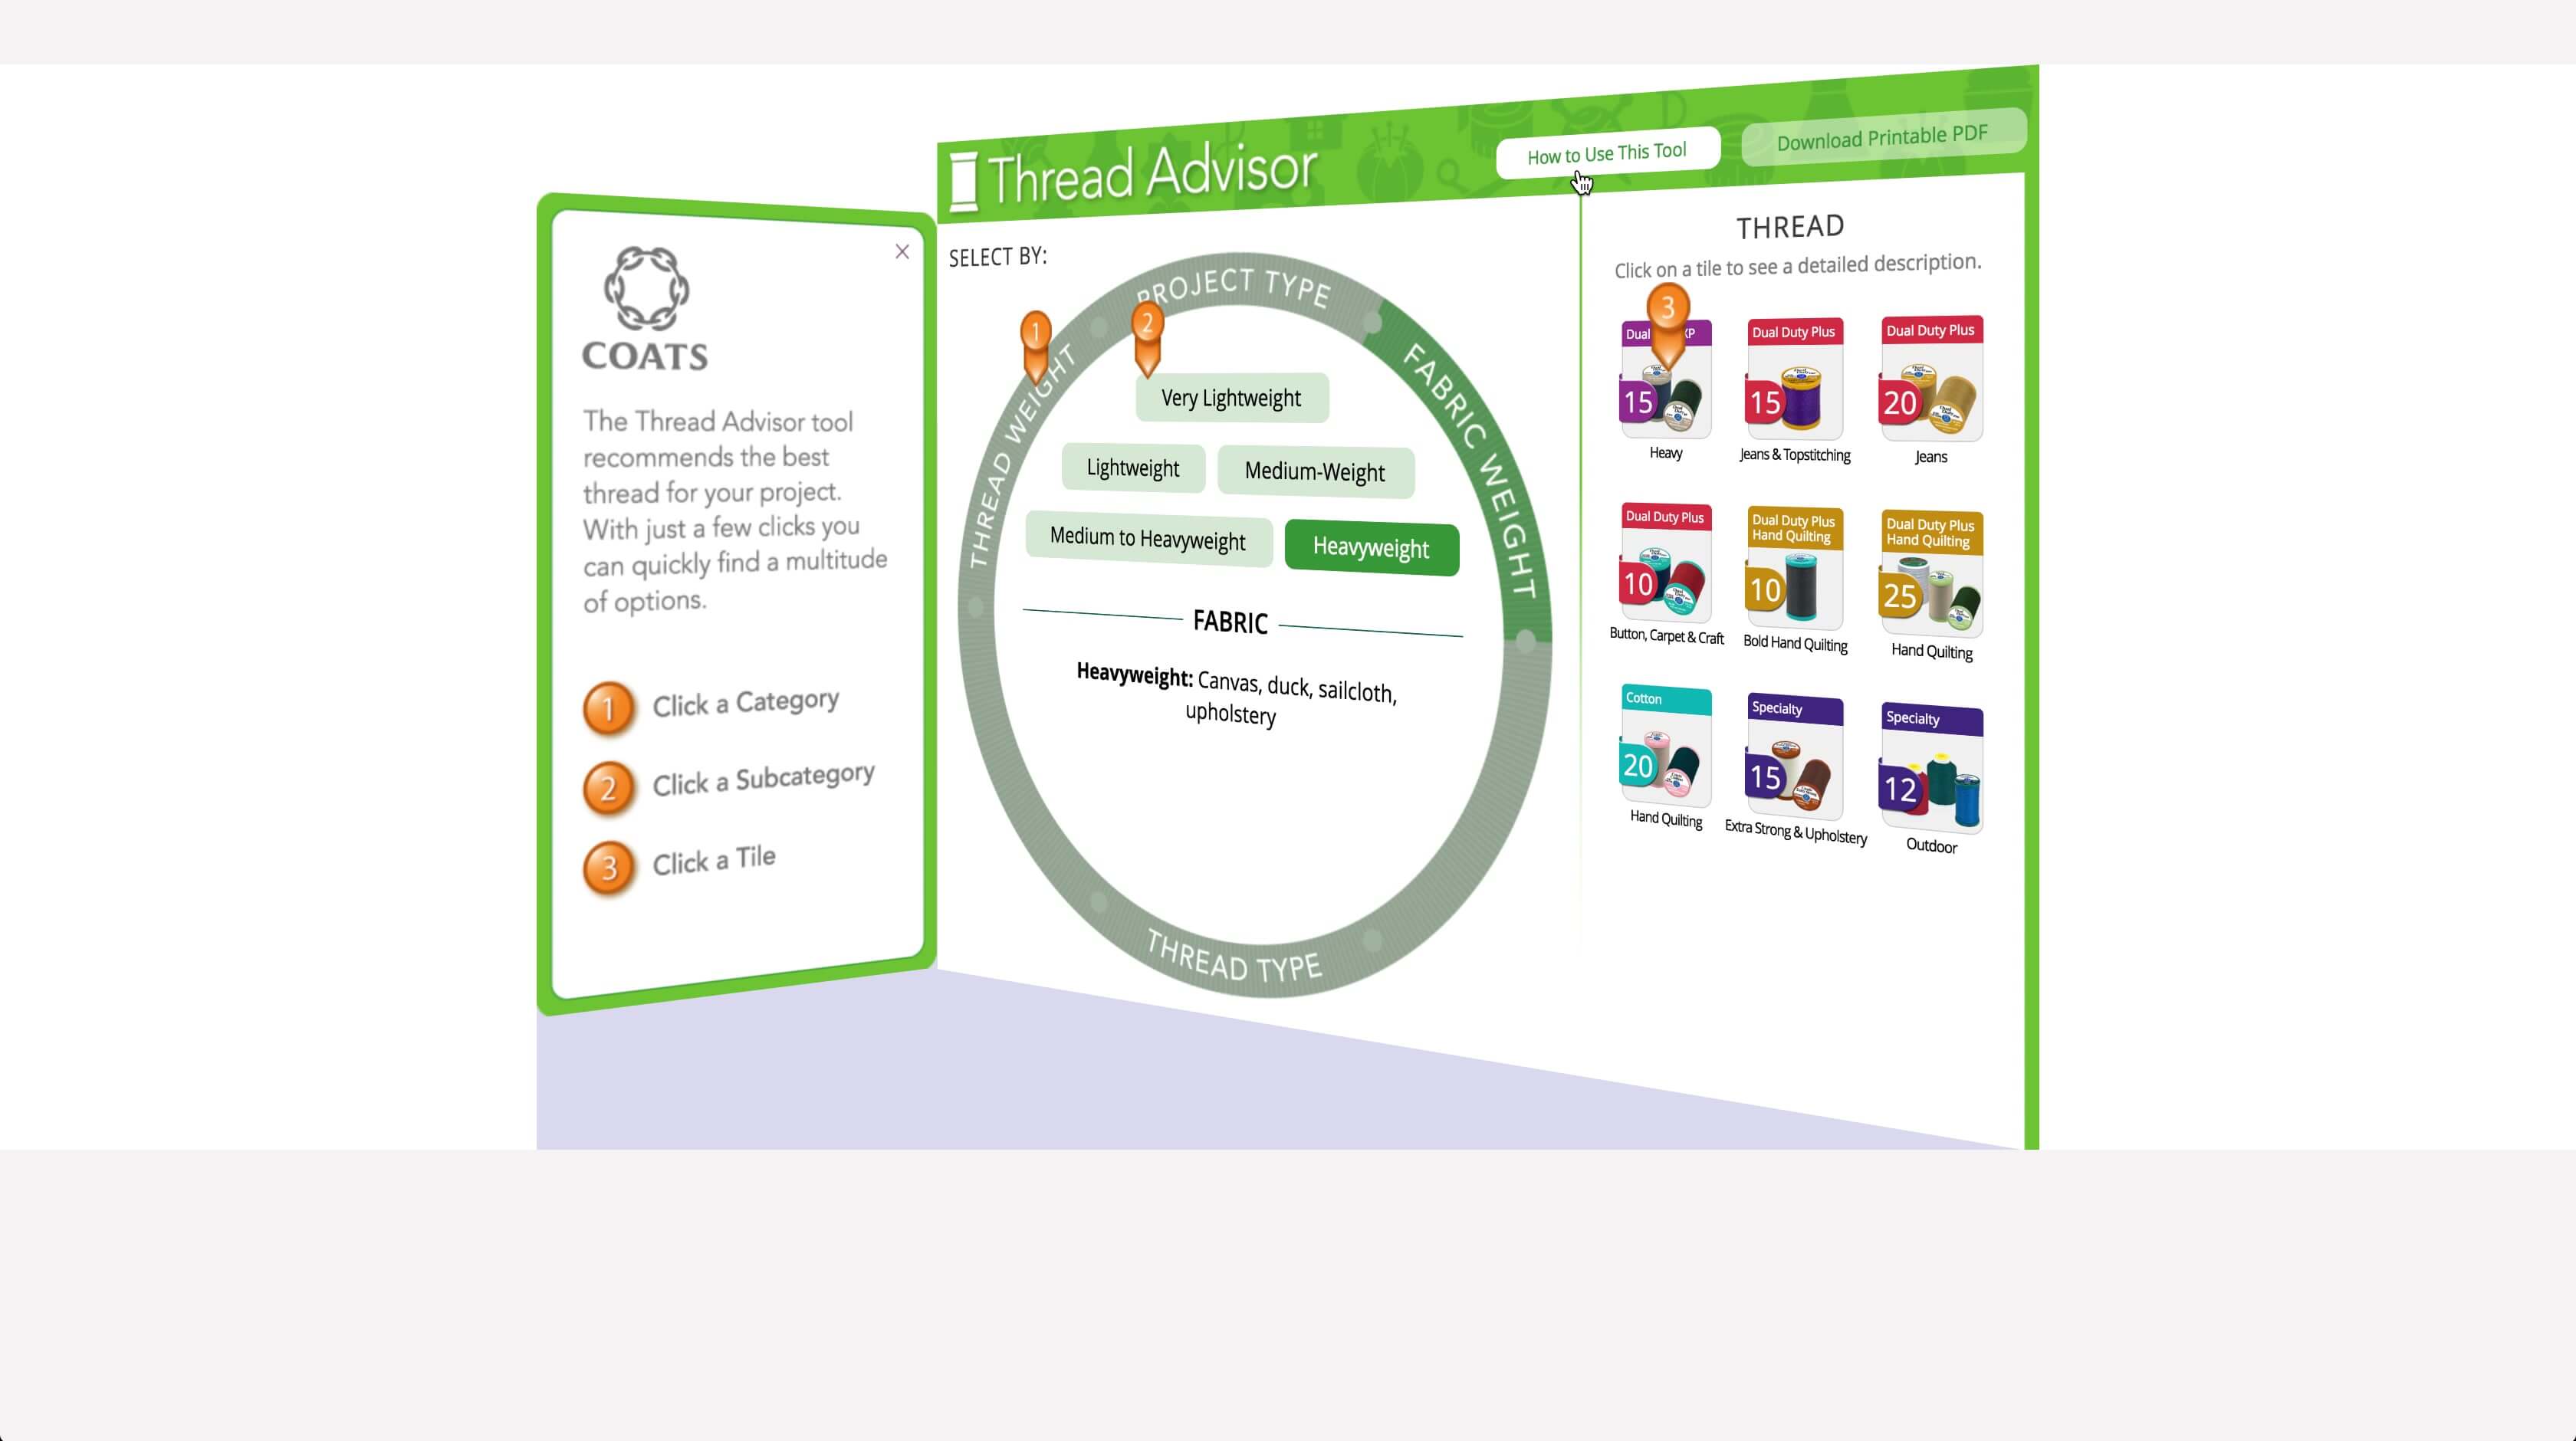 Thread Advisor
How to Use This Tool
Download Printable PDF
COATS
The Thread Advisor tool
recommends the best
thread for your project.
With just a few clicks you
can quickly find a multitude
of options.
1 Click a Category
2 Click a Subcategory
3 Click a Tile
SELECT BY:
PROJECT TYPE
FABRIC WEIGHT
THREAD WEIGHT
THREAD TYPE
1
2
Very Lightweight
Lightweight
Medium-Weight
Medium to Heavyweight
Heavyweight
FABRIC
Heavyweight: Canvas, duck, sailcloth,
upholstery
THREAD
Click on a tile to see a detailed description.
3
Dual XP
15
Heavy
Dual Duty Plus
15
Jeans & Topstitching
Dual Duty Plus
20
Jeans
Dual Duty Plus
10
Button, Carpet & Craft
Dual Duty Plus
Hand Quilting
10
Bold Hand Quilting
Dual Duty Plus
Hand Quilting
25
Hand Quilting
Cotton
20
Hand Quilting
Specialty
15
Extra Strong & Upholstery
Specialty
12
Outdoor